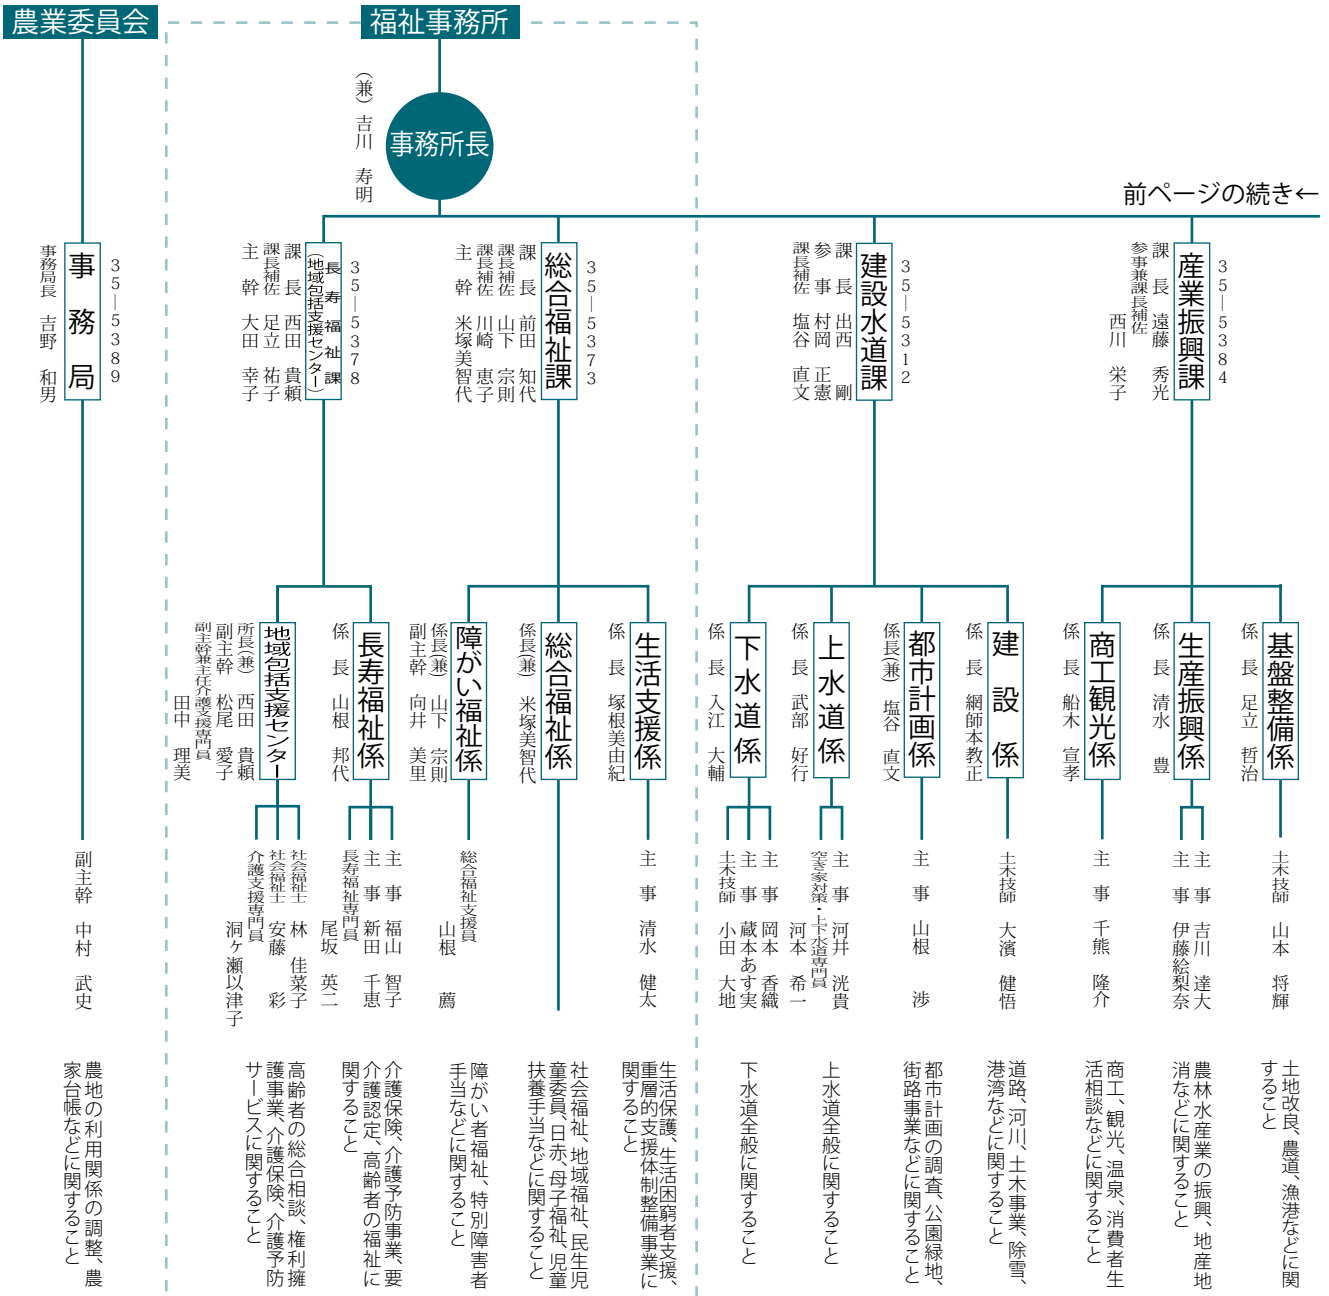 前ページの続き←
産業振興課
35―5384
課長 遠藤 秀光
参事兼課長補佐
西川 栄子
基盤整備係
係長 足立 哲治
土木技師 山本 将輝
土地改良、農道、漁港などに関
すること
生産振興係
係長 清水 豊
主事 吉川 達大
主事 伊藤絵梨奈
農林水産業の振興、地産地
消などに関すること
商工観光係
係長 船木 宣孝
主事 千熊 隆介
商工、観光、温泉、消費者生
活相談などに関すること
建設水道課
35―5312
課長 出西 剛
参事 村岡 正憲
課長補佐 塩谷 直文
建設係
係長 網師本教正
土木技師 大濱 健悟
道路、河川、土木事業、除雪、
港湾などに関すること
都市計画係
係長(兼) 塩谷 直文
主事 山根 渉
都市計画の調査、公園緑地、
街路事業などに関すること
上水道係
係長 武部 好行
主事 河井 洸貴
空き家対策・上下水道専門員
河本 希一
上水道全般に関すること
下水道係
係長 入江 大輔
主事 岡本 香織
主事 蔵本あす実
土木技師 小田 大地
下水道全般に関すること
福祉事務所
事務所長
(兼) 吉川 寿明
総合福祉課
35―5373
課長 前田 知代
課長補佐 山下 宗則
課長補佐 川崎 恵子
主幹 米塚美智代
生活支援係
係長 塚根美由紀
主事 清水 健太
生活保護、生活困窮者支援、
重層的支援体制整備事業に
関すること
総合福祉係
係長(兼) 米塚美智代
社会福祉、地域福祉、民生児
童委員、日赤、母子福祉、児童
扶養手当などに関すること
障がい福祉係
係長(兼) 山下 宗則
副主幹 向井 美里
総合福祉支援員
山根 薦
障がい者福祉、特別障害者
手当などに関すること
長寿福祉課
(地域包括支援センター)
35―5378
課長 西田 貴頼
課長補佐 足立 祐子
主幹 大田 幸子
長寿福祉係
係長 山根 邦代
主事 福山 智子
主事 新田 千恵
長寿福祉専門員
尾坂 英二
介護保険、介護予防事業、要
介護認定、高齢者の福祉に
関すること
地域包括支援センター
所長(兼) 西田 貴頼
副主幹 松尾 愛子
副主幹兼主任介護支援専門員
田中 理美
社会福祉士 林 佳菜子
社会福祉士 安藤 彩
介護支援専門員
洞ヶ瀬以津子
高齢者の総合相談、権利擁
護事業、介護保険、介護予防
サービスに関すること
農業委員会
事務局
35―5389
事務局長 吉野 和男
副主幹 中村 武史
農地の利用関係の調整、農
家台帳などに関すること